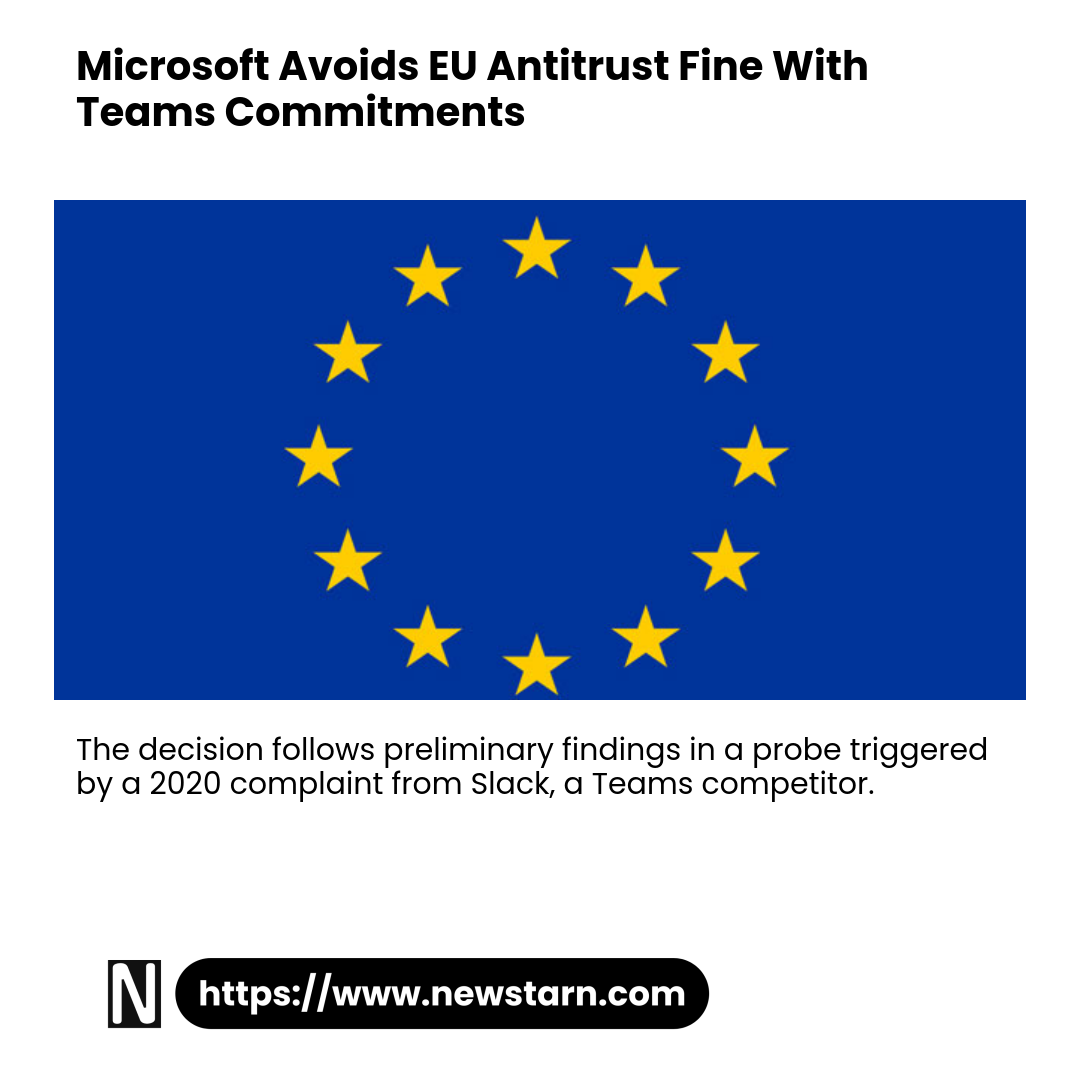 Microsoft Avoids EU Antitrust Fine With
Teams Commitments
The decision follows preliminary findings in a probe triggered
by a 2020 complaint from Slack, a Teams competitor.
N
https://www.newstarn.com